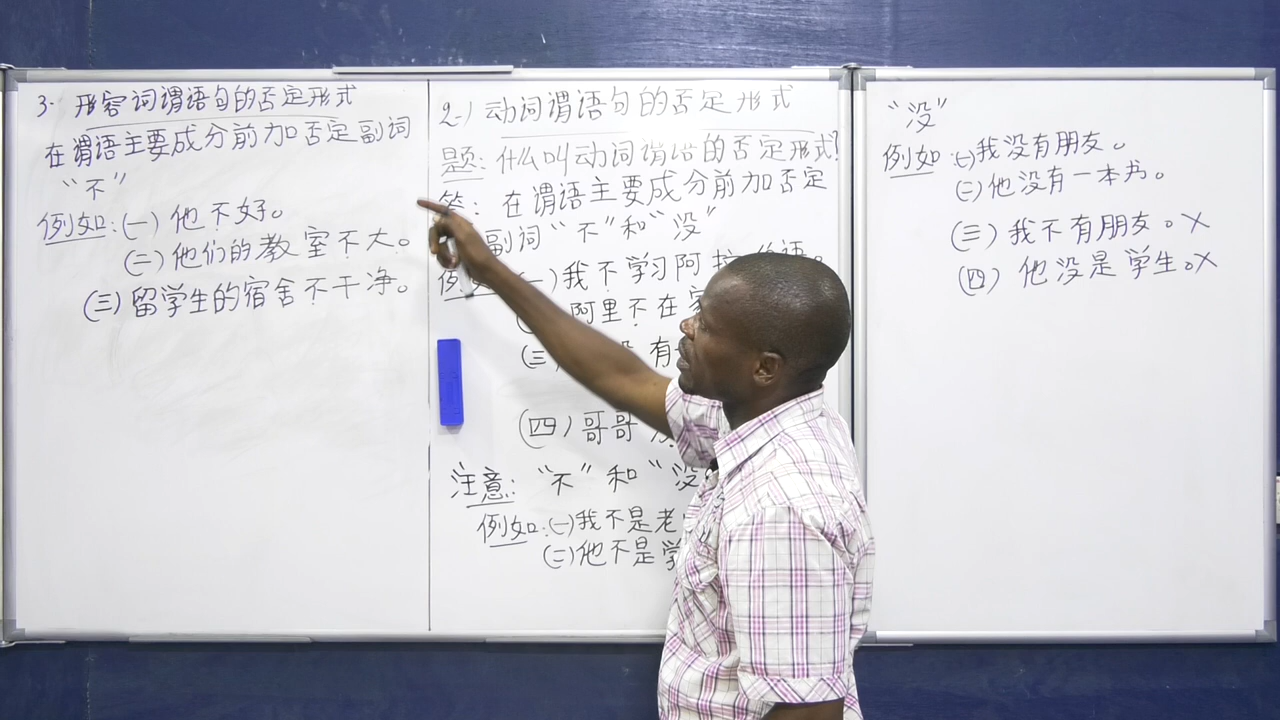 3. 形容词谓语句的否定形式
在谓语主要成分前加否定副词
“不”
例如:(一)他不好。
(二)他们的教室不大。
(三)留学生的宿舍不干净。
2-)动词谓语句的否定形式
题:什么叫动词谓语的否定形式?
答:在谓语主要成分前加否定
副词“不”和“没”
例 一)我不学习阿 语。
阿里不在
(三) 有
(四)哥哥
注意:“不”和“没
例如:(一)我不是老
(二)他不是学
“没”
例如 (一)我没有朋友。
(二)他没有一本书。
(三)我不有朋友。X
(四)他没是学生。X